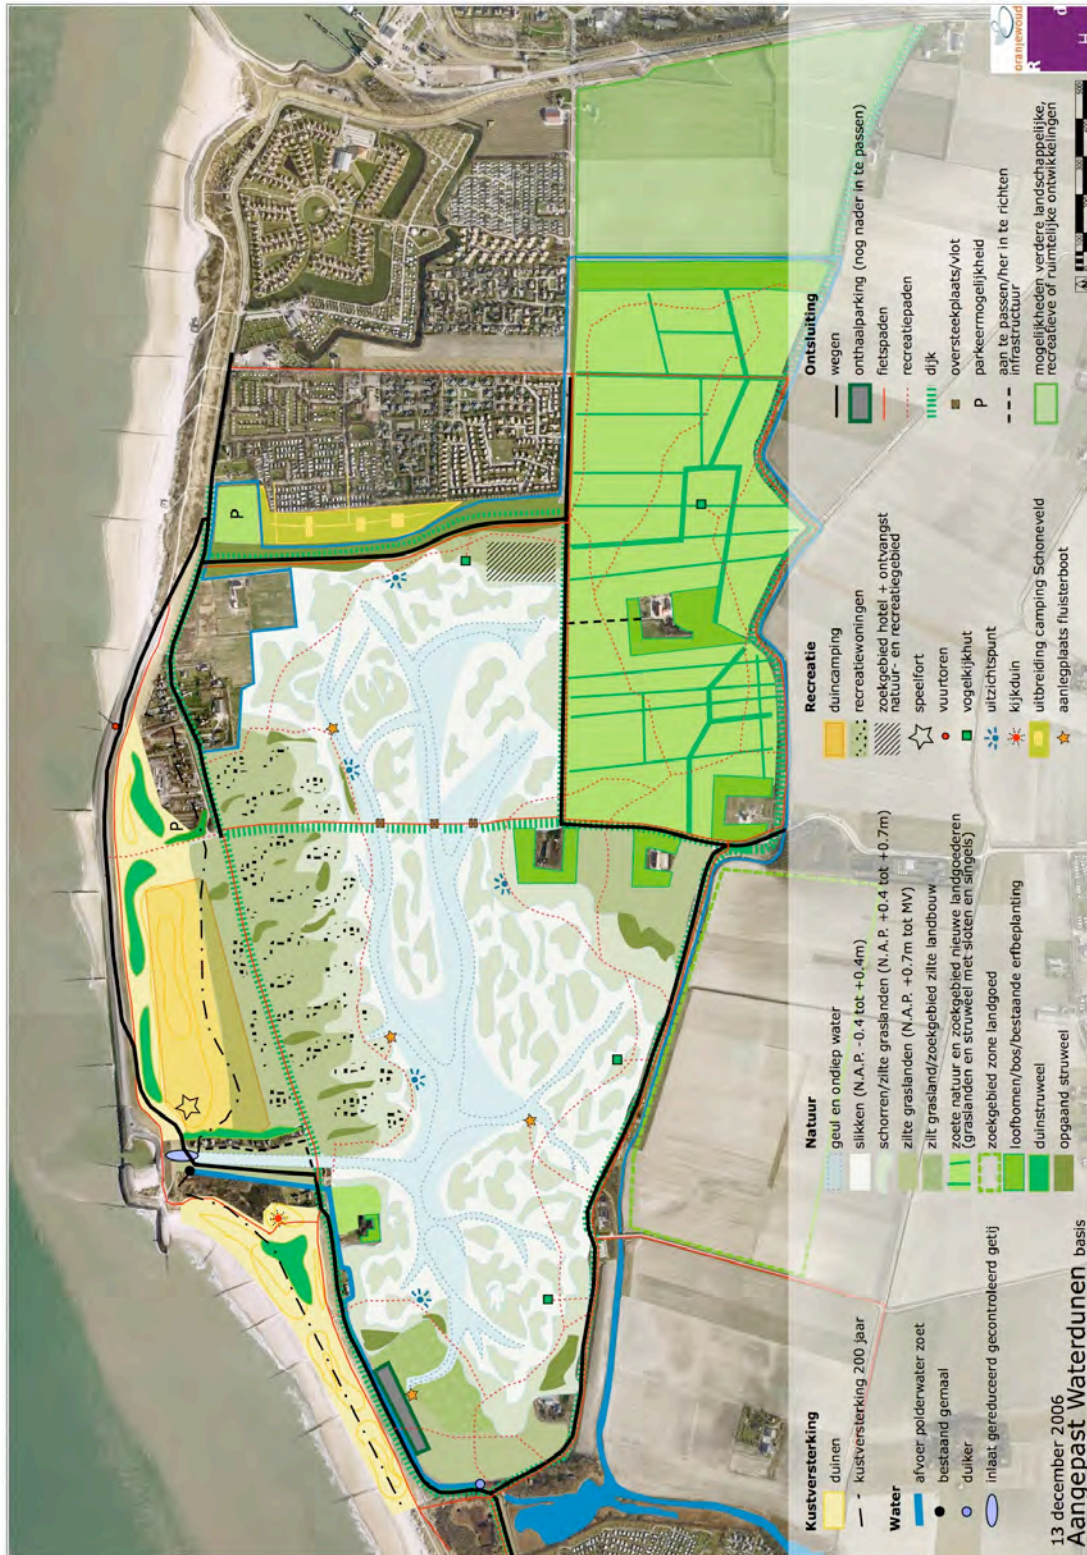 Kustversterking
duinen
kustversterking 200 jaar
Water
afvoer polderwater zoet
bestaand gemaal
duiker
inlaat gereduceerd gecontroleerd getij
Natuur
geul en ondiep water
slikken (N.A.P. -0.4 tot +0.4m)
schorren/zilte graslanden (N.A.P. +0.4 tot +0.7m)
zilte graslanden (N.A.P. +0.7m tot MV)
zilt grasland/zoekgebied zilte landbouw
zoete natuur en zoekgebied nieuwe landgoederen
(graslanden en struweel met sloten en singels)
zoekgebied zone landgoed
loofbomen/bos/bestande erfbeplanting
duinstruweel
opgaand struweel
Recreatie
duincamping
recreatiewoningen
zoekgebied hotel + ontvangst
natuur- en recreatiegebied
speelfort
vuurtoren
vogelkijkhut
uitzichtspunt
kijkduin
uitbreiding camping Schoneveld
aanlegplaats fluisterboot
Ontsluiting
wegen
onthaalparking (nog nader in te passen)
fietspaden
recreatiepaden
dijk
oversteekplaats/vlot
P parkeermogelijkheid
aan te passen/her in te richten
infrastructuur
mogelijkheden verdere landschappelijke,
recreatieve of ruimtelijke ontwikkelingen
13 december 2006
Aangepast Waterdunen basis
oranjewoud
R
H
d
P
P